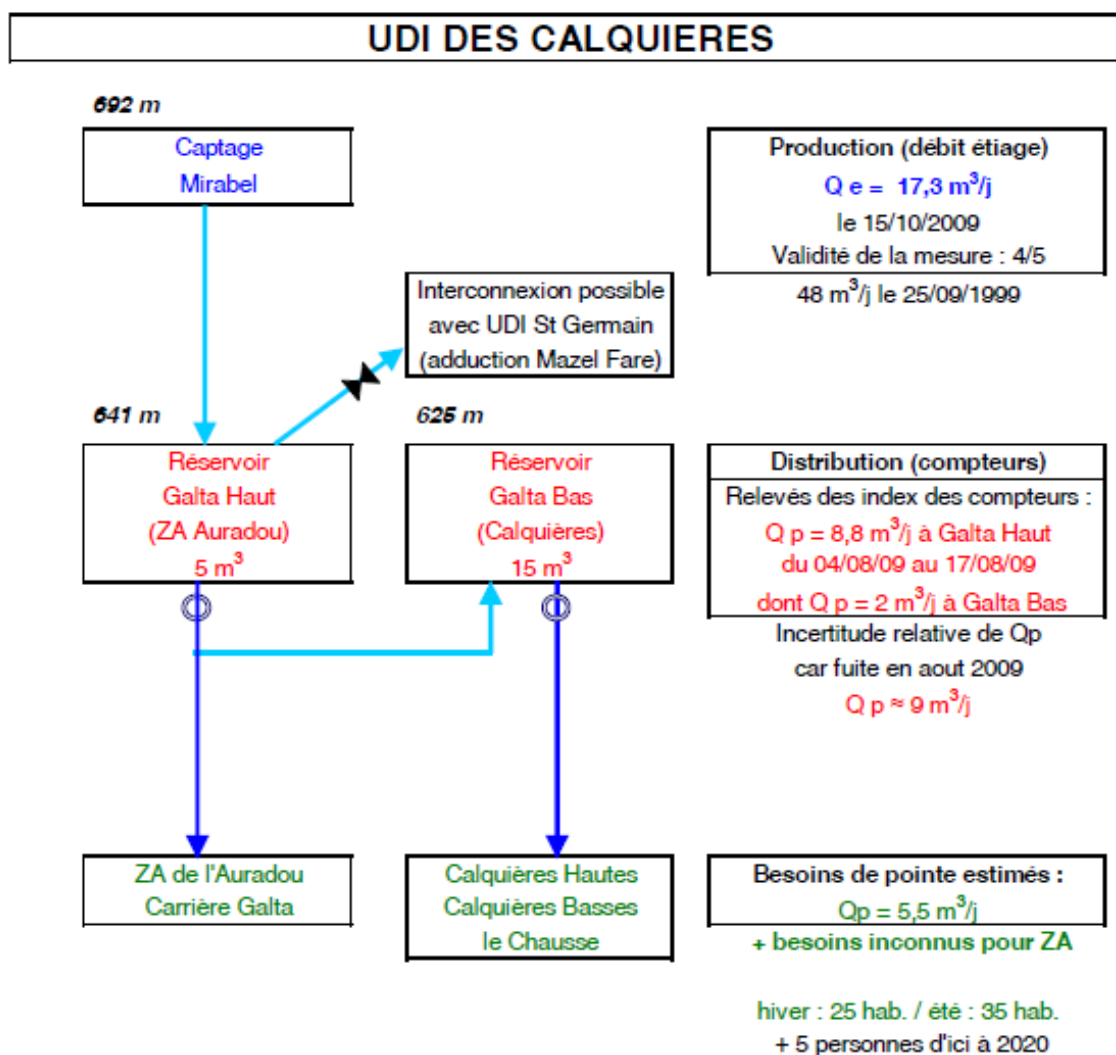 UDI DES CALQUIERES
692 m
Captage
Mirabel
Production (débit étiage)
Q e = 17,3 m³/j
le 15/10/2009
Validité de la mesure : 4/5
48 m³/j le 25/09/1999
Interconnexion possible
avec UDI St Germain
(adduction Mazel Fare)
641 m
Réservoir
Galta Haut
(ZA Auradou)
5 m³
625 m
Réservoir
Galta Bas
(Calquières)
15 m³
Distribution (compteurs)
Relevés des index des compteurs :
Q p = 8,8 m³/j à Galta Haut
du 04/08/09 au 17/08/09
dont Q p = 2 m³/j à Galta Bas
Incertitude relative de Qp
car fuite en aout 2009
Q p ≈ 9 m³/j
ZA de l'Auradou
Carrière Galta
Calquières Hautes
Calquières Basses
le Chausse
Besoins de pointe estimés :
Qp = 5,5 m³/j
+ besoins inconnus pour ZA
hiver : 25 hab. / été : 35 hab.
+ 5 personnes d'ici à 2020